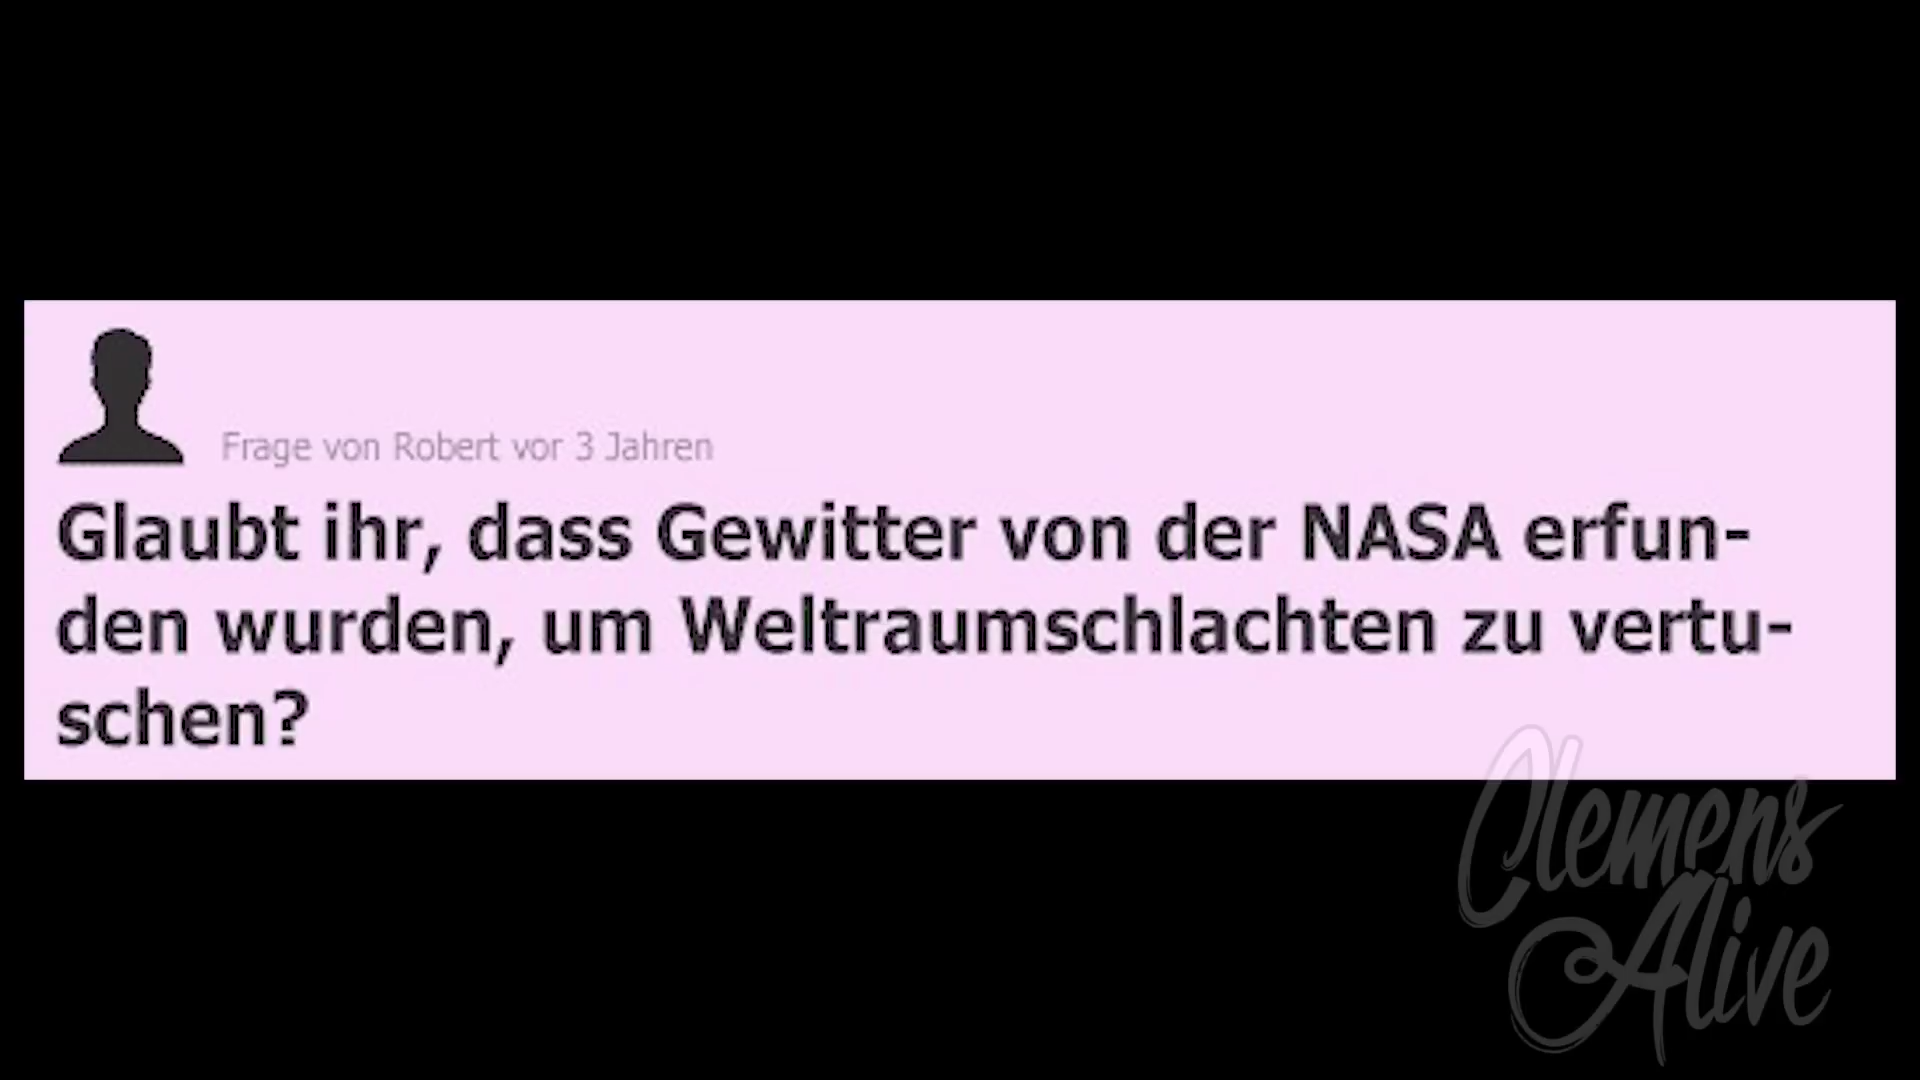 Frage von Robert vor 3 Jahren
Glaubt ihr, dass Gewitter von der NASA erfun-
den wurden, um Weltraumschlachten zu vertu-
schen?
Clemens
Alive